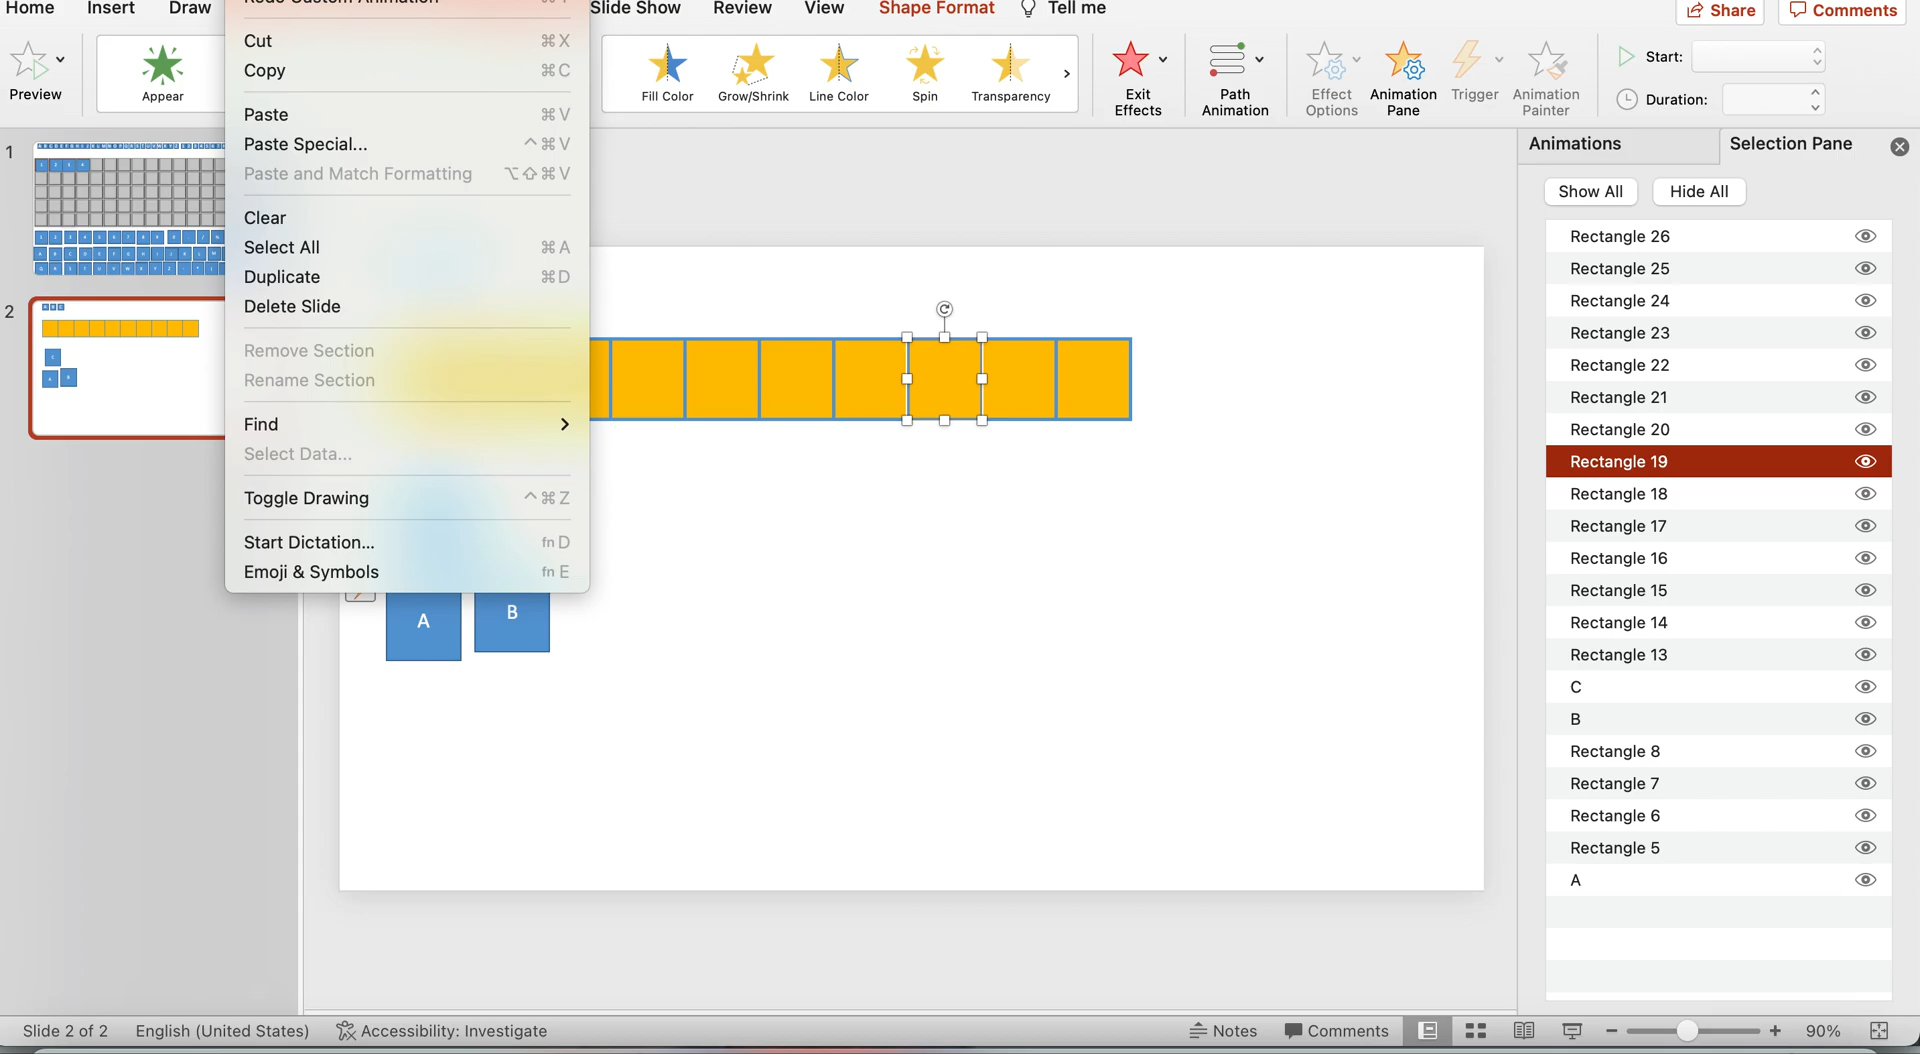 Home Insert Draw Slide Show Review View Shape Format Tell me Share Comments
Redo Custom Animation ⌘Y
Cut ⌘X
Copy ⌘C
Paste ⌘V
Paste Special... ^⌘V
Paste and Match Formatting ⌥⇧⌘V
Clear
Select All ⌘A
Duplicate ⌘D
Delete Slide
Remove Section
Rename Section
Find
Select Data...
Toggle Drawing ^⌘Z
Start Dictation... fn D
Emoji & Symbols fn E
Preview
Appear
Fill Color
Grow/Shrink
Line Color
Spin
Transparency
Exit
Effects
Path
Animation
Effect
Options
Animation
Pane
Trigger
Animation
Painter
Start:
Duration:
1
2
A B C
C
A B
A
B
Animations Selection Pane
Show All Hide All
Rectangle 26
Rectangle 25
Rectangle 24
Rectangle 23
Rectangle 22
Rectangle 21
Rectangle 20
Rectangle 19
Rectangle 18
Rectangle 17
Rectangle 16
Rectangle 15
Rectangle 14
Rectangle 13
C
B
Rectangle 8
Rectangle 7
Rectangle 6
Rectangle 5
A
Slide 2 of 2 English (United States) Accessibility: Investigate Notes Comments 90%